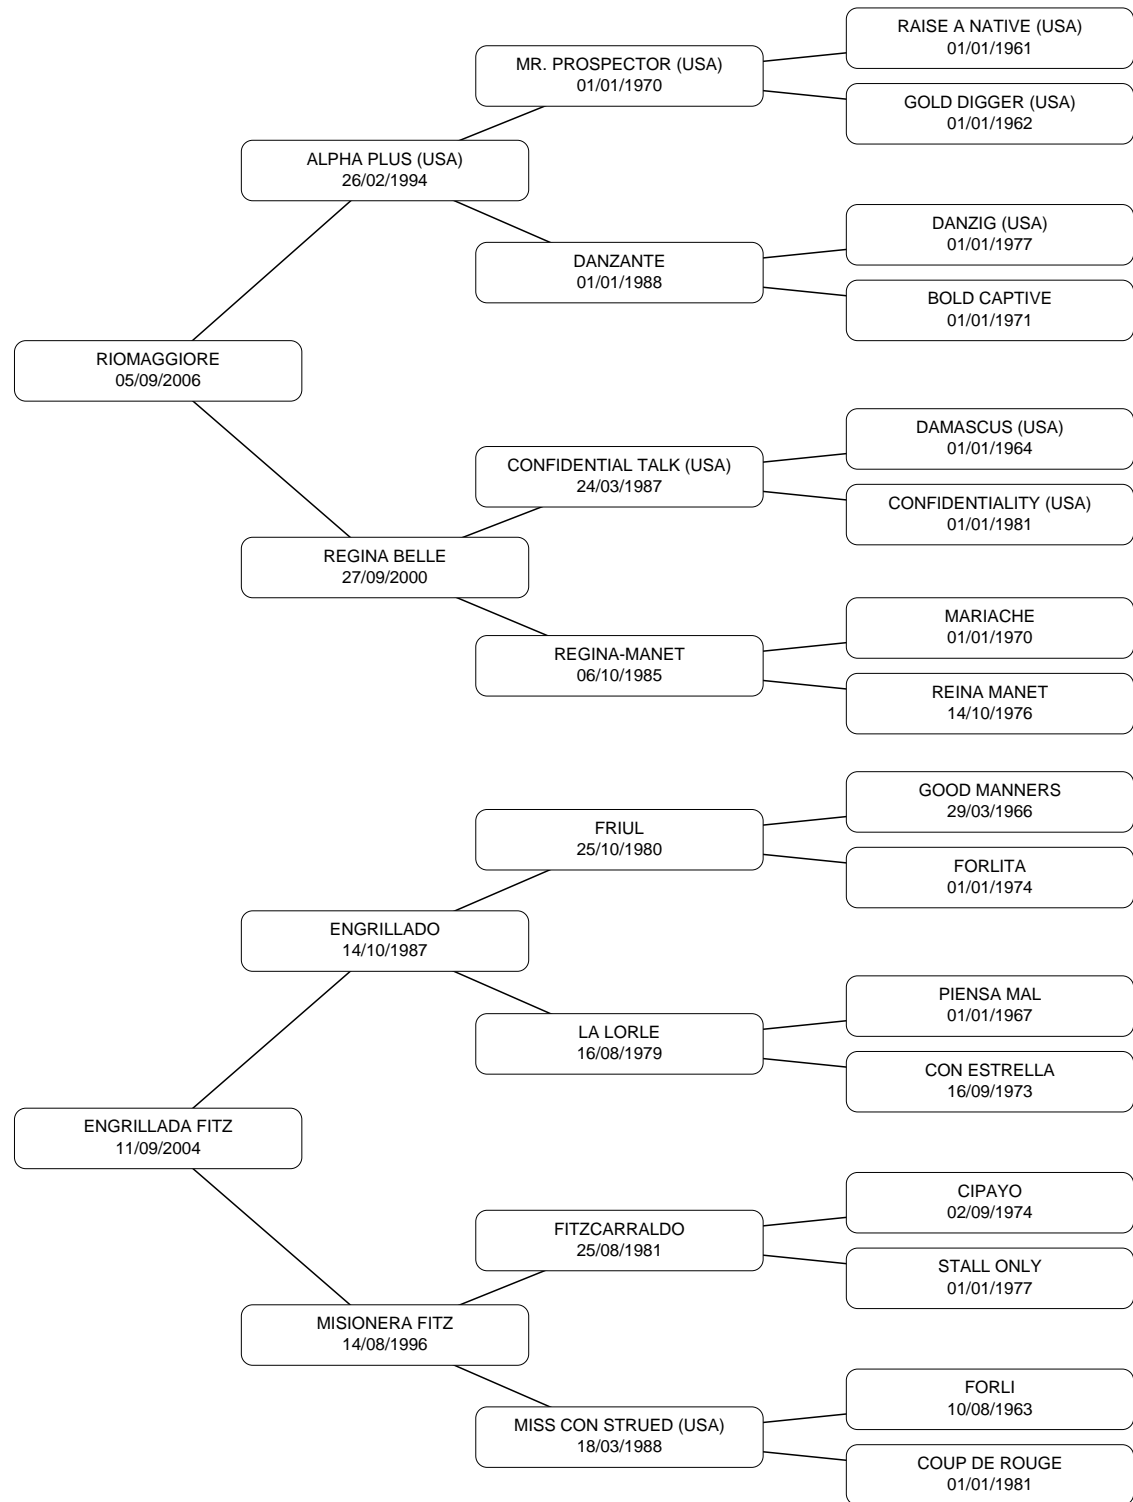 RAISE A NATIVE (USA)
01/01/1961
MR. PROSPECTOR (USA)
01/01/1970
GOLD DIGGER (USA)
01/01/1962
ALPHA PLUS (USA)
26/02/1994
DANZIG (USA)
01/01/1977
DANZANTE
01/01/1988
BOLD CAPTIVE
01/01/1971
RIOMAGGIORE
05/09/2006
DAMASCUS (USA)
01/01/1964
CONFIDENTIAL TALK (USA)
24/03/1987
CONFIDENTIALITY (USA)
01/01/1981
REGINA BELLE
27/09/2000
MARIACHE
01/01/1970
REGINA-MANET
06/10/1985
REINA MANET
14/10/1976
GOOD MANNERS
29/03/1966
FRIUL
25/10/1980
FORLITA
01/01/1974
ENGRILLADO
14/10/1987
PIENSA MAL
01/01/1967
LA LORLE
16/08/1979
CON ESTRELLA
16/09/1973
ENGRILLADA FITZ
11/09/2004
CIPAYO
02/09/1974
FITZCARRALDO
25/08/1981
STALL ONLY
01/01/1977
MISIONERA FITZ
14/08/1996
FORLI
10/08/1963
MISS CON STRUED (USA)
18/03/1988
COUP DE ROUGE
01/01/1981